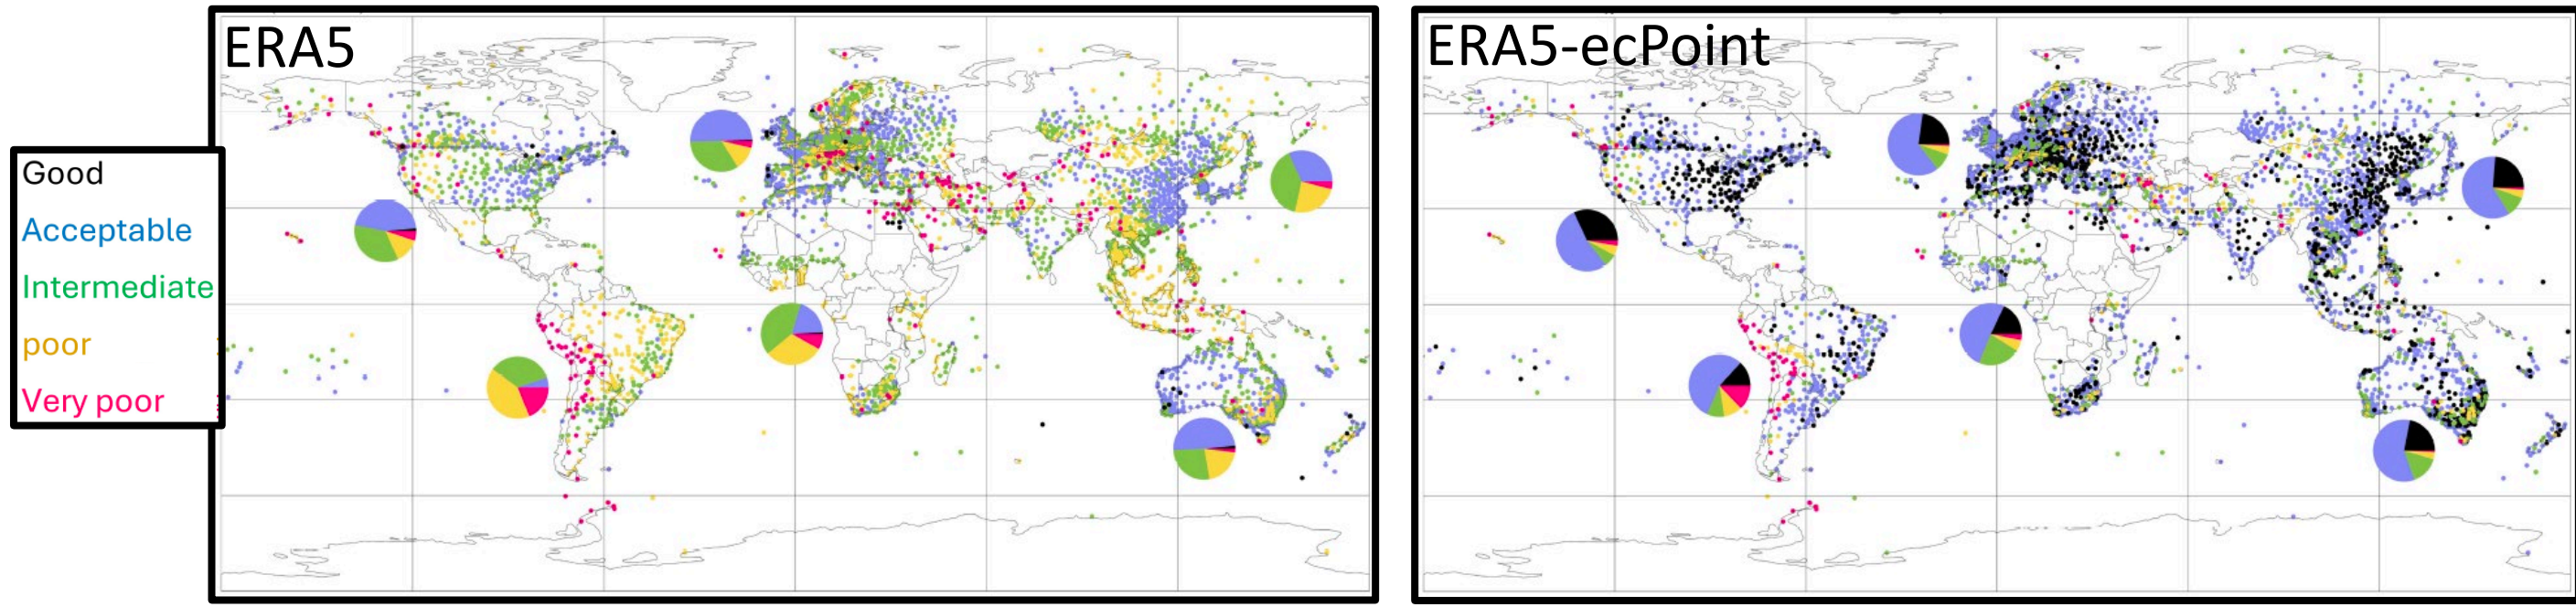 ERA5
ERA5-ecPoint
Good
Acceptable
Intermediate
poor
Very poor